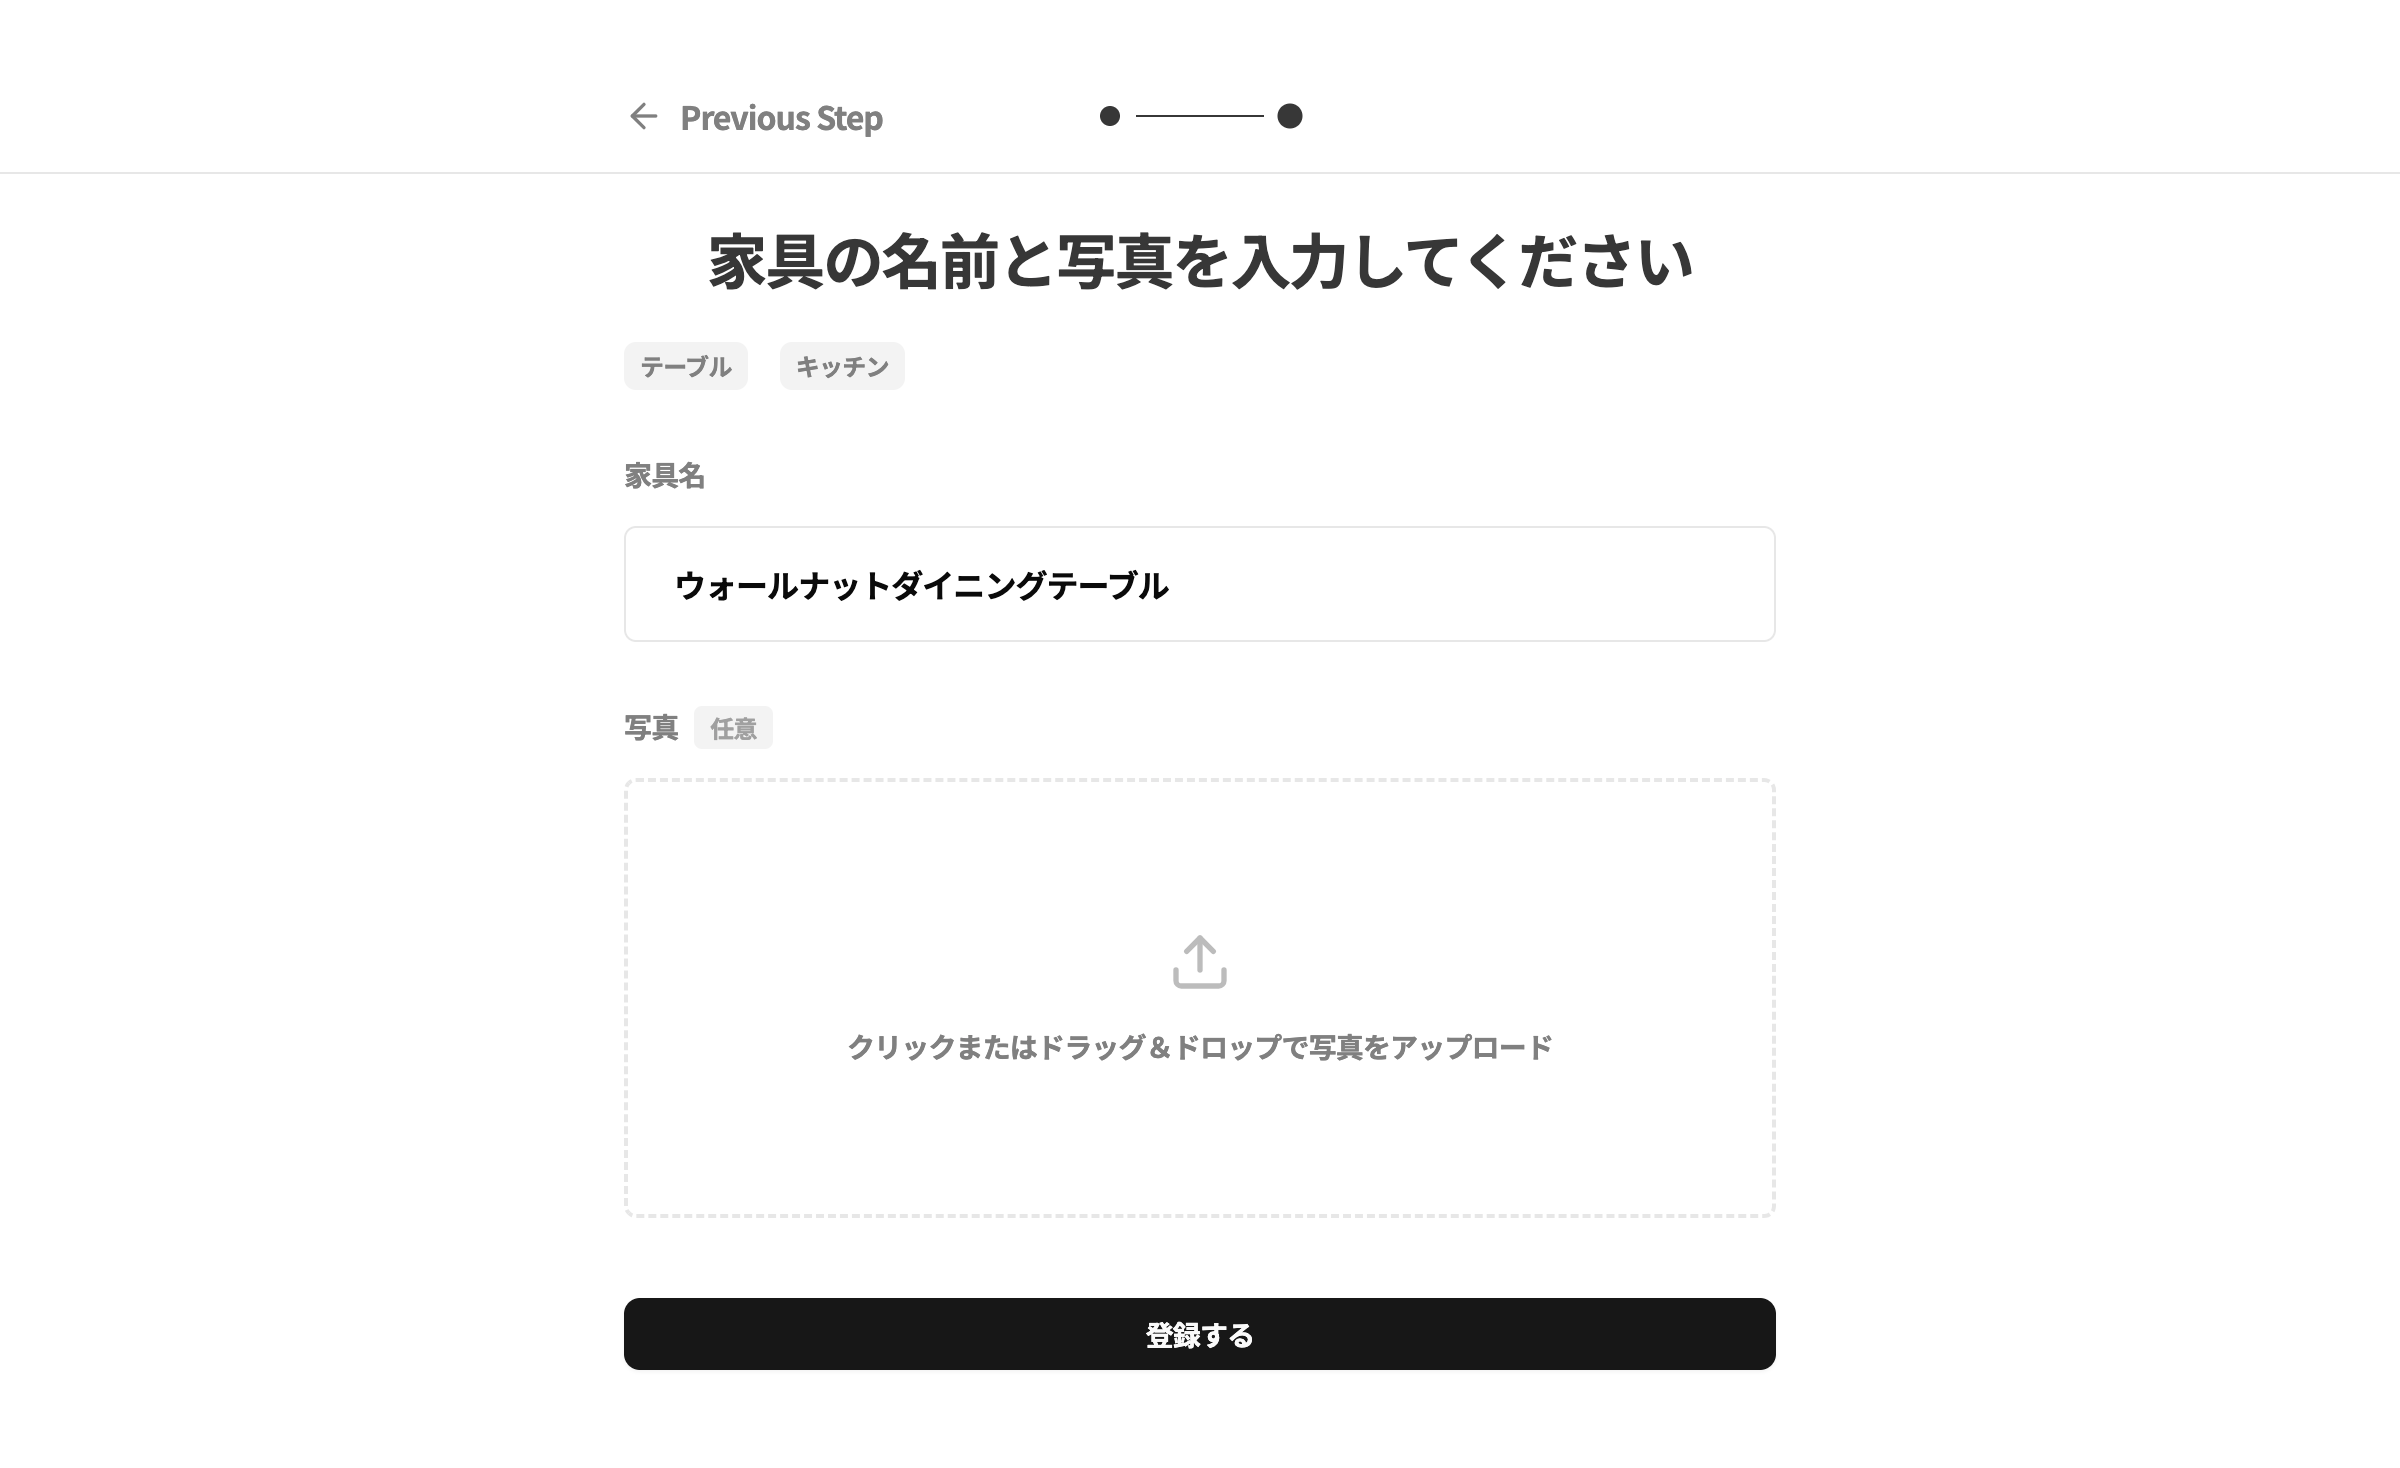 Previous Step
家具の名前と写真を入力してください
テーブル キッチン
家具名
ウォールナットダイニングテーブル
写真 任意
クリックまたはドラッグ＆ドロップで写真をアップロード
登録する